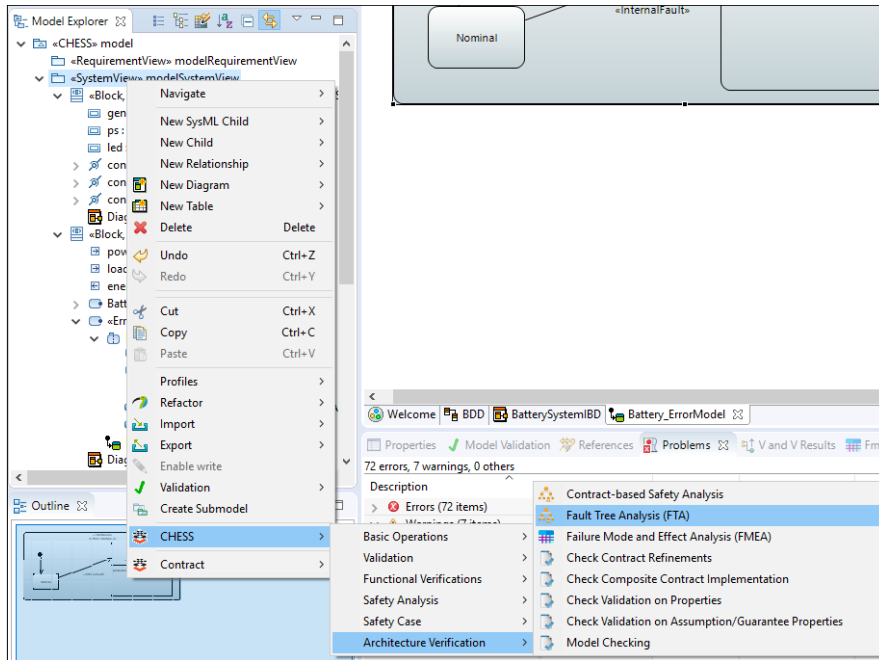 Model Explorer
«CHESS» model
«RequirementView» modelRequirementView
«SystemView» modelSystemView
«Block,
gen
ps :
led
con
con
con
Diag
«Block,
pow
load
ene
Batt
«Err
Diag
Navigate
New SysML Child
New Child
New Relationship
New Diagram
New Table
Delete Delete
Undo Ctrl+Z
Redo Ctrl+Y
Cut Ctrl+X
Copy Ctrl+C
Paste Ctrl+V
Profiles
Refactor
Import
Export
Enable write
Validation
Create Submodel
CHESS
Contract
Outline
Basic Operations
Validation
Functional Verifications
Safety Analysis
Safety Case
Architecture Verification
Contract-based Safety Analysis
Fault Tree Analysis (FTA)
Failure Mode and Effect Analysis (FMEA)
Check Contract Refinements
Check Composite Contract Implementation
Check Validation on Properties
Check Validation on Assumption/Guarantee Properties
Model Checking
«InternalFault»
Nominal
Welcome BDD BatterySystemIBD Battery_ErrorModel
Properties Model Validation References Problems V and V Results Fm
72 errors, 7 warnings, 0 others
Description
Errors (72 items)
Warnings (7 items)